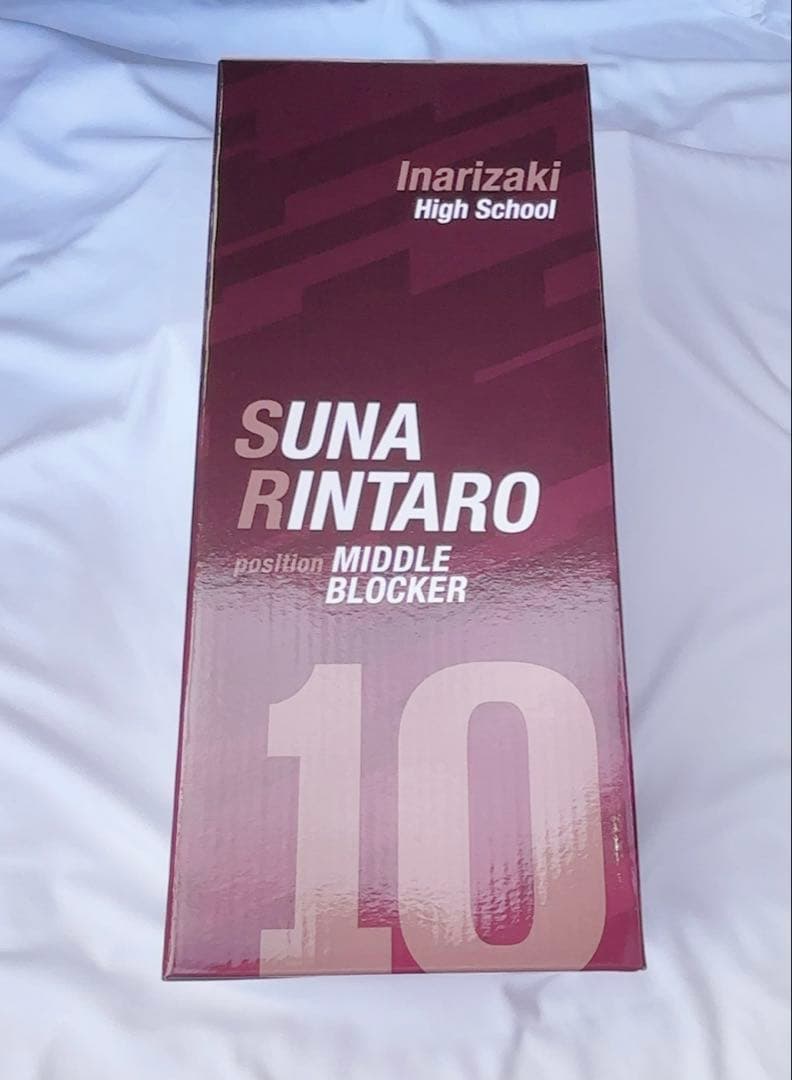 Inarizaki
High School
SUNA
RINTARO
position MIDDLE
BLOCKER
10